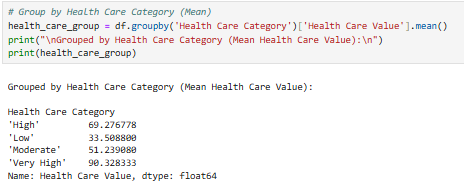 # Group by Health Care Category (Mean)
health_care_group = df.groupby('Health Care Category')['Health Care Value'].mean()
print("\nGrouped by Health Care Category (Mean Health Care Value):\n")
print(health_care_group)
Grouped by Health Care Category (Mean Health Care Value):
Health Care Category
'High' 69.276778
'Low' 33.508800
'Moderate' 51.239080
'Very High' 90.328333
Name: Health Care Value, dtype: float64